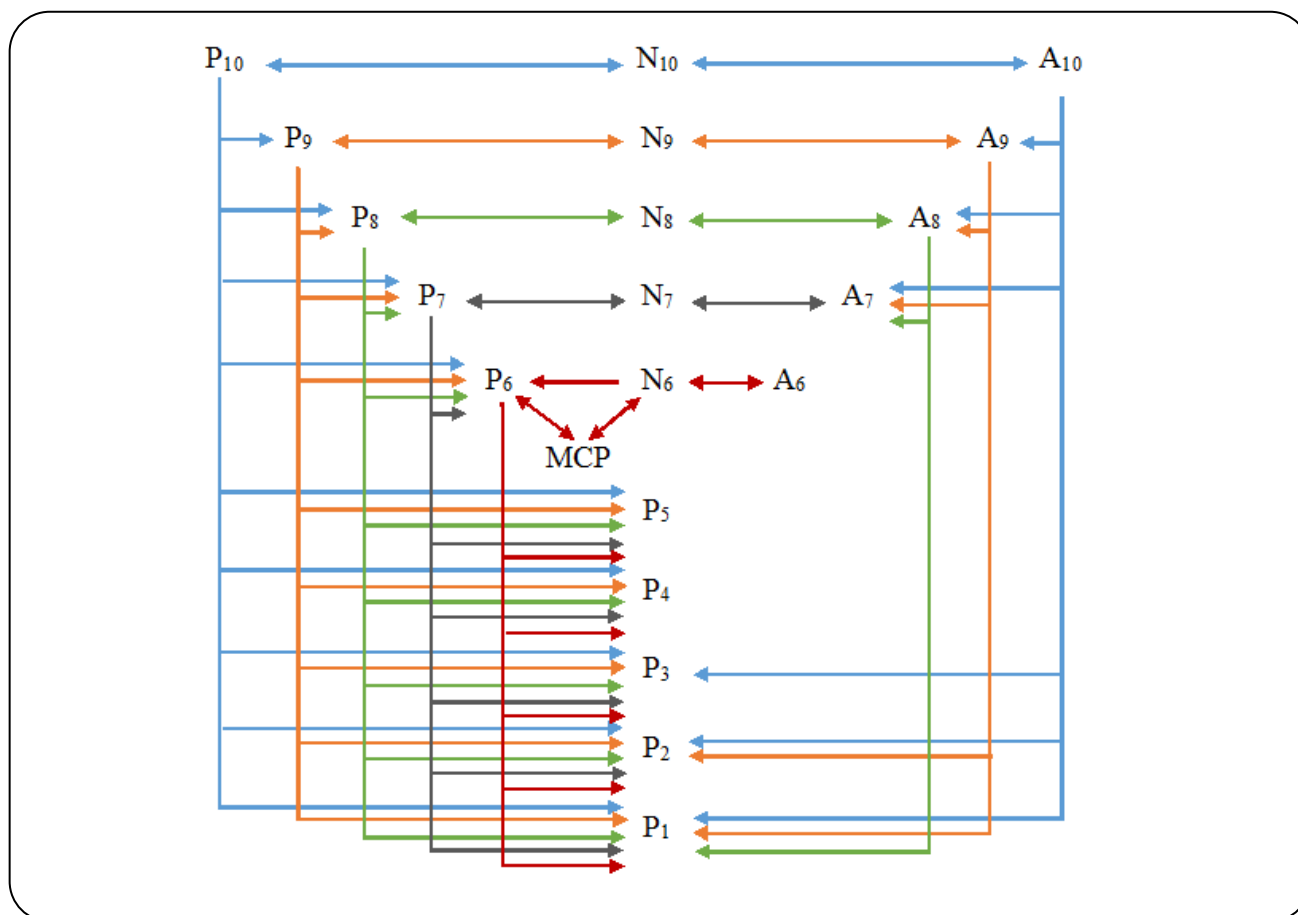 P₁₀ N₁₀ A₁₀
P₉ N₉ A₉
P₈ N₈ A₈
P₇ N₇ A₇
P₆ N₆ A₆
MCP
P₅
P₄
P₃
P₂
P₁